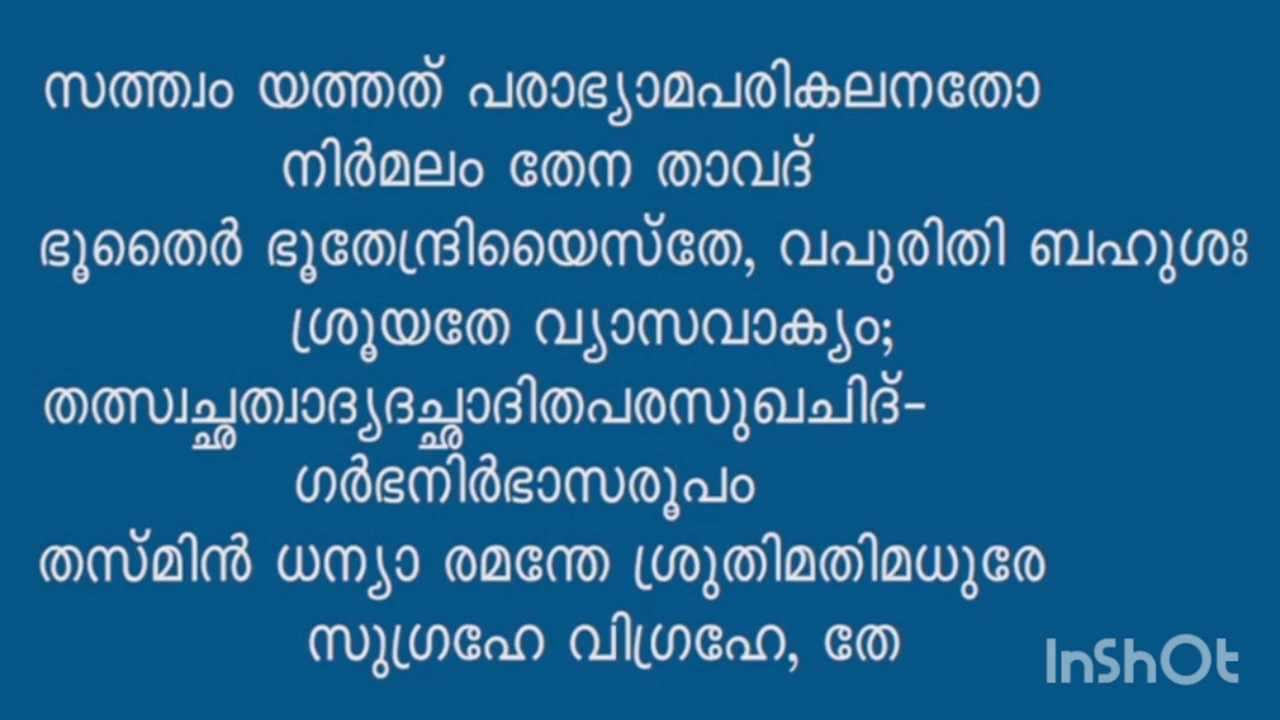 സത്ത്വം യത്തത് പരാഭ്യാമപരികലനതോ
നിർമലം തേന താവദ്
ഭൂതൈർ ഭൂതേന്ദ്രിയൈസ്തേ, വപുരിതി ബഹുശഃ
ശ്രൂയതേ വ്യാസവാക്യം;
തത്സ്വച്ഛത്വാദ്യദച്ഛാദിതപരസുഖചിദ്-
ഗർഭനിർഭാസരൂപം
തസ്മിൻ ധന്യാ രമന്തേ ശ്രുതിമതിമധുരേ
സുഗ്രഹേ വിഗ്രഹേ, തേ
InShOt